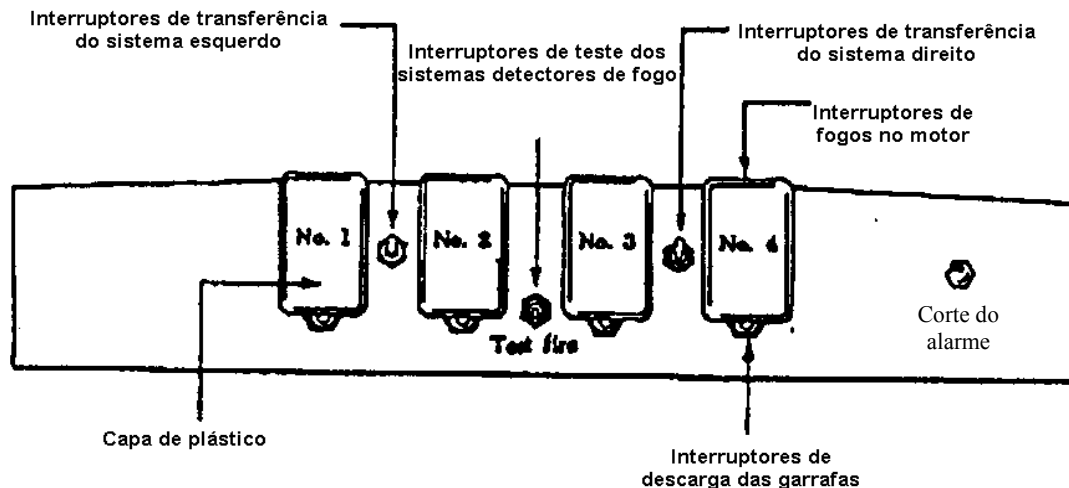 Interruptores de transferência
do sistema esquerdo
Interruptores de teste dos
sistemas detectores de fogo
Interruptores de transferência
do sistema direito
Interruptores de
fogos no motor
No. 1
No. 2
No. 3
No. 4
Test fire
Corte do
alarme
Capa de plástico
Interruptores de
descarga das garrafas